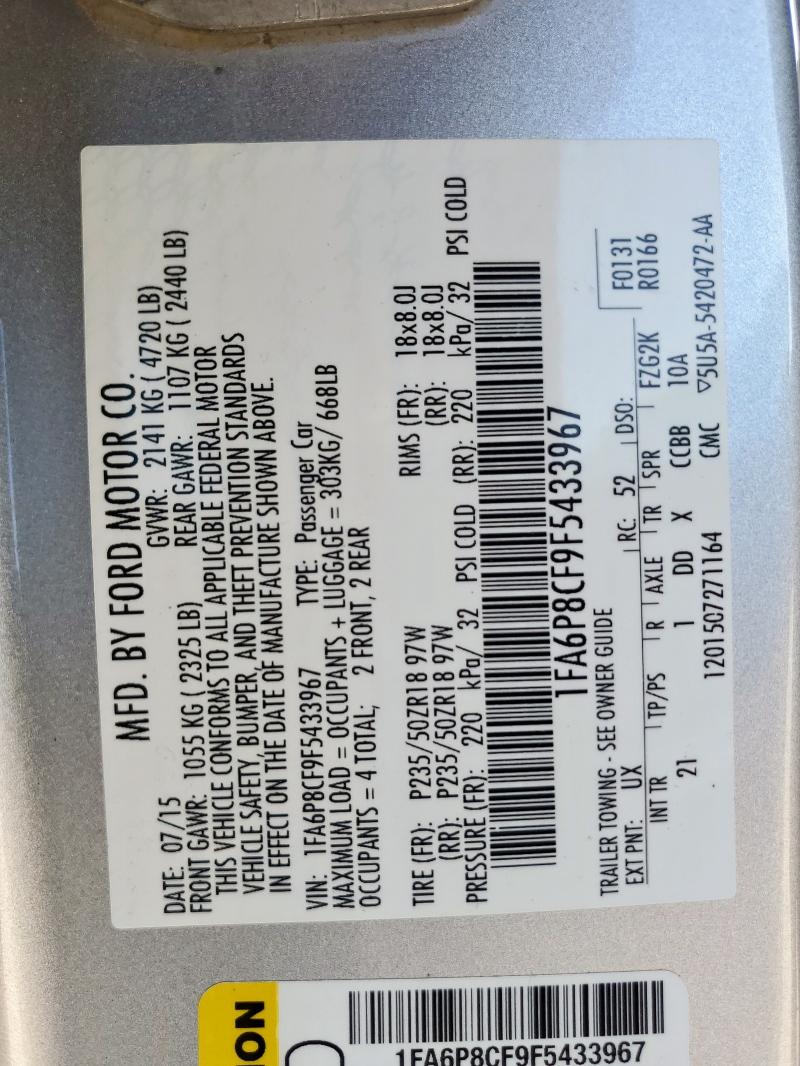 MFD. BY FORD MOTOR CO.
DATE: 07/15 GVWR: 2141 KG ( 4720 LB)
FRONT GAWR: 1055 KG ( 2325 LB) REAR GAWR: 1107 KG ( 2440 LB)
THIS VEHICLE CONFORMS TO ALL APPLICABLE FEDERAL MOTOR
VEHICLE SAFETY, BUMPER, AND THEFT PREVENTION STANDARDS
IN EFFECT ON THE DATE OF MANUFACTURE SHOWN ABOVE.
VIN: 1FA6P8CF9F5433967 TYPE: Passenger Car
MAXIMUM LOAD = OCCUPANTS + LUGGAGE = 303KG/ 668LB
OCCUPANTS = 4 TOTAL; 2 FRONT, 2 REAR
TIRE (FR): P235/50ZR18 97W RIMS (FR): 18x8.0J
(RR): P235/50ZR18 97W (RR): 18x8.0J
PRESSURE (FR): 220 kPa/ 32 PSI COLD (RR): 220 kPa/ 32 PSI COLD
1FA6P8CF9F5433967
TRAILER TOWING - SEE OWNER GUIDE F0131
EXT PNT: UX RC: 52 DSO: FZG2K R0166
INT TR TP/PS R AXLE TR SPR 10A
21 1 DD X CCBB
1201507271164 CMC ▽5U5A-5420472-AA
ION
1FA6P8CF9F5433967